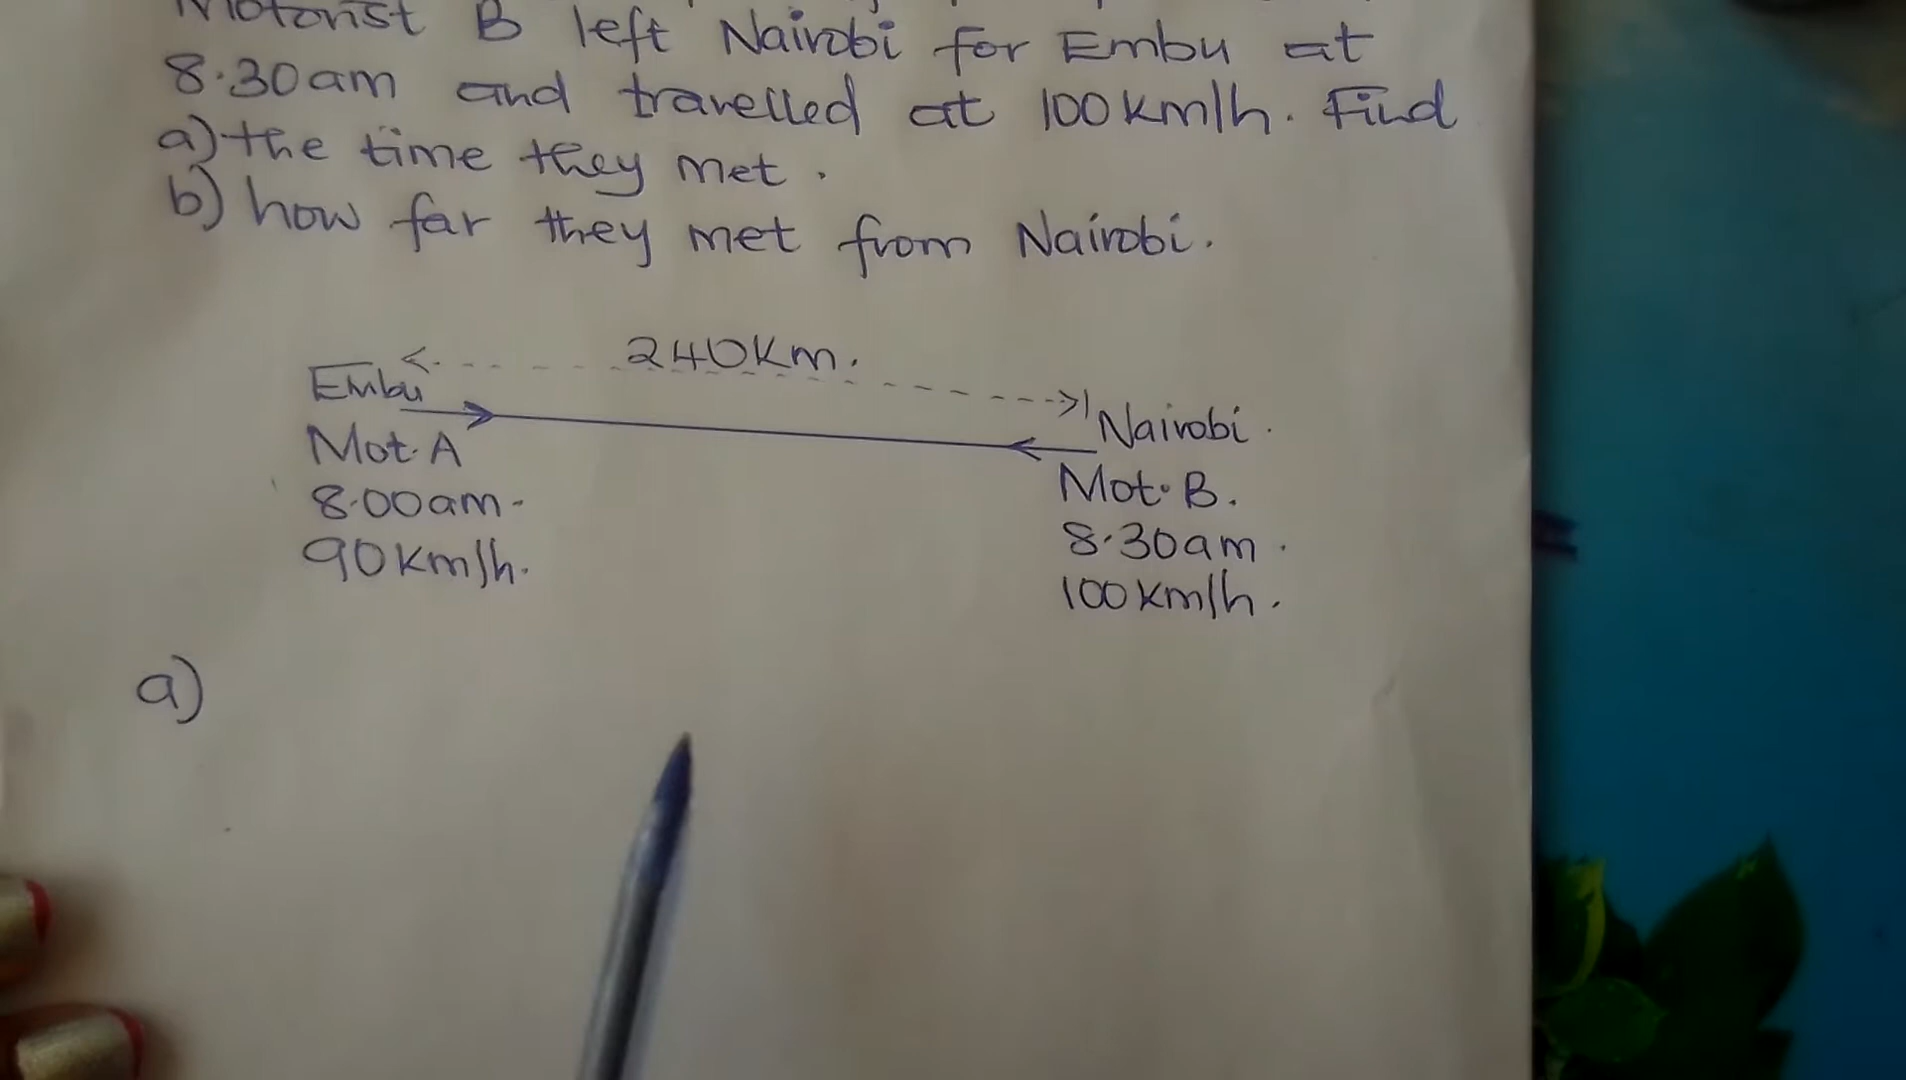 Motorist B left Nairobi for Embu at
8.30am and travelled at 100km/h. Find
a) the time they met.
b) how far they met from Nairobi.
240km.
Embu
Nairobi.
Mot. A
Mot. B.
8.00am.
8.30am.
90km/h.
100km/h.
a)